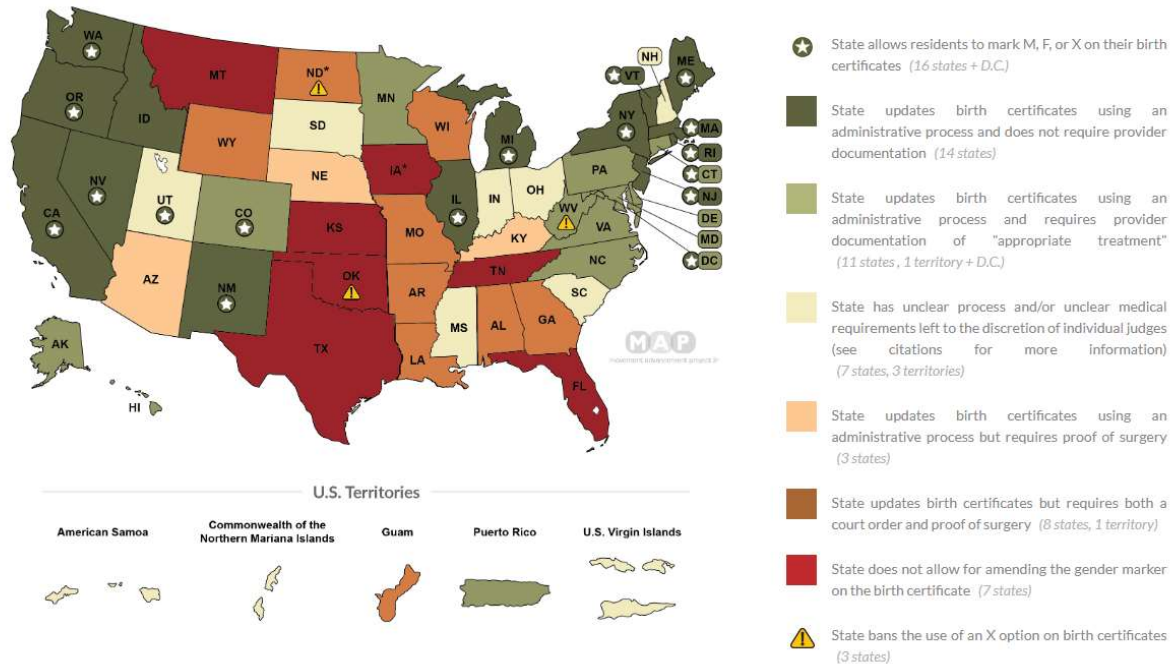 WA
MT
ND*
MN
OR
ID
WY
SD
WI
MI
NH
VT
ME
NY
MA
RI
CT
NJ
DE
MD
DC
PA
NV
UT
CO
NE
IA*
IL
IN
OH
WV
VA
CA
AZ
NM
KS
MO
KY
NC
TN
OK
AR
SC
TX
LA
MS
AL
GA
FL
AK
HI
MAP
movement advancement project
U.S. Territories
American Samoa
Commonwealth of the
Northern Mariana Islands
Guam
Puerto Rico
U.S. Virgin Islands
State allows residents to mark M, F, or X on their birth
certificates (16 states + D.C.)
State updates birth certificates using an
administrative process and does not require provider
documentation (14 states)
State updates birth certificates using an
administrative process and requires provider
documentation of "appropriate treatment"
(11 states , 1 territory + D.C.)
State has unclear process and/or unclear medical
requirements left to the discretion of individual judges
(see citations for more information)
(7 states, 3 territories)
State updates birth certificates using an
administrative process but requires proof of surgery
(3 states)
State updates birth certificates but requires both a
court order and proof of surgery (8 states, 1 territory)
State does not allow for amending the gender marker
on the birth certificate (7 states)
State bans the use of an X option on birth certificates
(3 states)